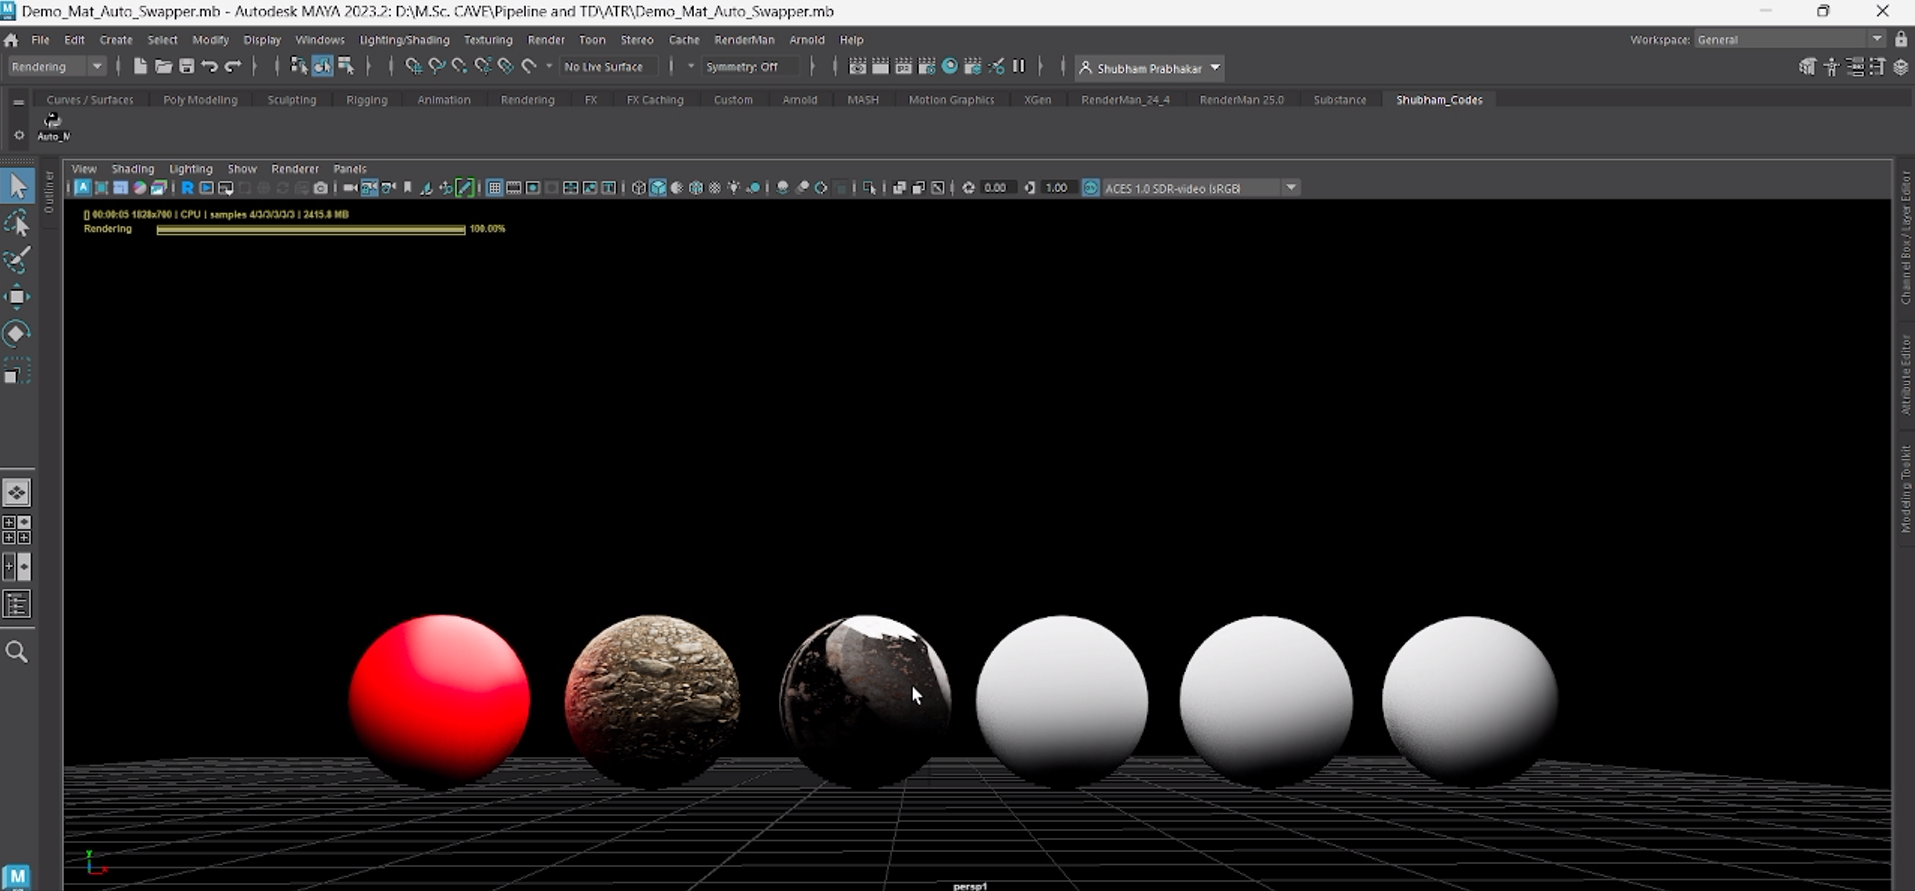 Demo_Mat_Auto_Swapper.mb - Autodesk MAYA 2023.2: D:\M.Sc. CAVE\Pipeline and TD\ATR\Demo_Mat_Auto_Swapper.mb
File Edit Create Select Modify Display Windows Lighting/Shading Texturing Render Toon Stereo Cache RenderMan Arnold Help Workspace: General
Rendering No Live Surface Symmetry: Off Shubham Prabhakar
Curves / Surfaces Poly Modeling Sculpting Rigging Animation Rendering FX FX Caching Custom Arnold MASH Motion Graphics XGen RenderMan_24_4 RenderMan 25.0 Substance Shubham_Codes
Auto_M
View Shading Lighting Show Renderer Panels
0.00 1.00 ACES 1.0 SDR-video (sRGB)
[] 00:00:05 1828x700 | CPU | samples 4/3/3/3/3/3 | 2415.8 MB
Rendering 100.00%
Outliner
Channel Box / Layer Editor
Attribute Editor
Modeling Toolkit
persp1